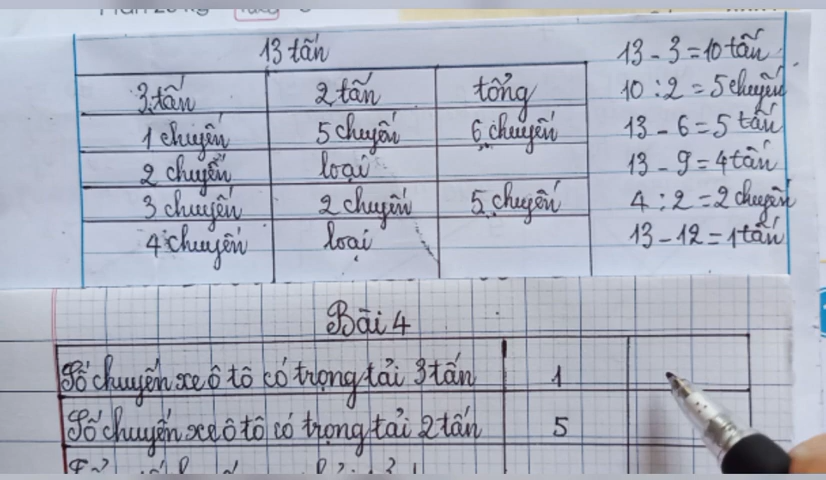 13 tấn
3 tấn 2 tấn tổng
1 chuyến 5 chuyến 6 chuyến
2 chuyến loại
3 chuyến 2 chuyến 5 chuyến
4 chuyến loại
13 - 3 = 10 tấn
10 : 2 = 5 chuyến
13 - 6 = 5 tấn
13 - 9 = 4 tấn
4 : 2 = 2 chuyến
13 - 12 = 1 tấn
Bài 4
Số chuyến xe ô tô có trọng tải 3 tấn 1
Số chuyến xe ô tô có trọng tải 2 tấn 5